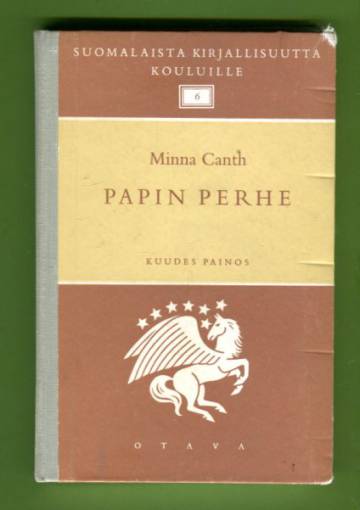 SUOMALAISTA KIRJALLISUUTTA
KOULUILLE
6
Minna Canth
PAPIN PERHE
KUUDES PAINOS
OTAVA